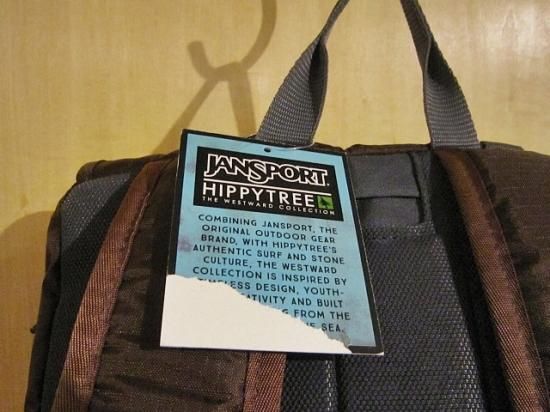 JANSPORT
HIPPYTREE
THE WESTWARD COLLECTION
COMBINING JANSPORT, THE
ORIGINAL OUTDOOR GEAR
BRAND, WITH HIPPYTREE'S
AUTHENTIC SURF AND STONE
CULTURE, THE WESTWARD
COLLECTION IS INSPIRED BY
TIMELESS DESIGN, YOUTH-
AND BUILT
FROM THE
SEA.